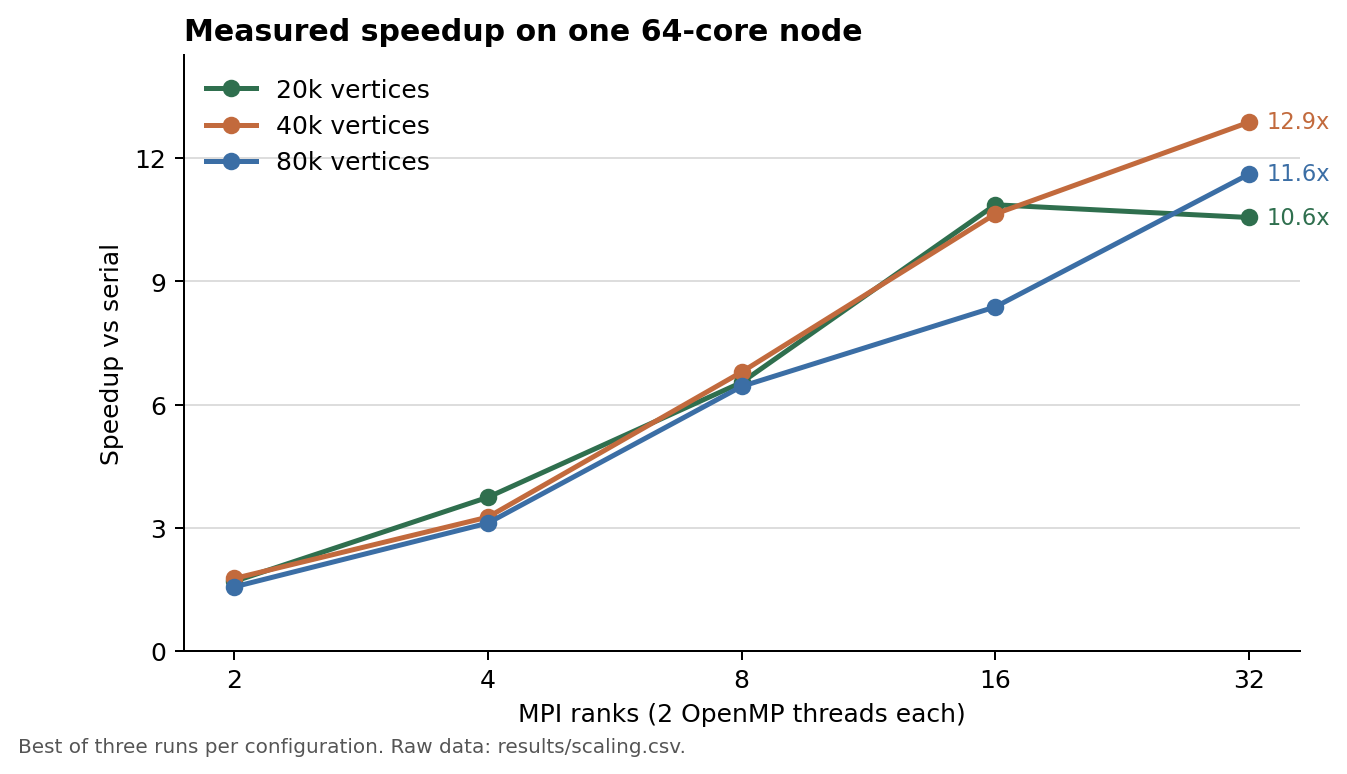 Measured speedup on one 64-core node
20k vertices
40k vertices
80k vertices
12.9x
11.6x
10.6x
Speedup vs serial
12
9
6
3
0
2 4 8 16 32
MPI ranks (2 OpenMP threads each)
Best of three runs per configuration. Raw data: results/scaling.csv.